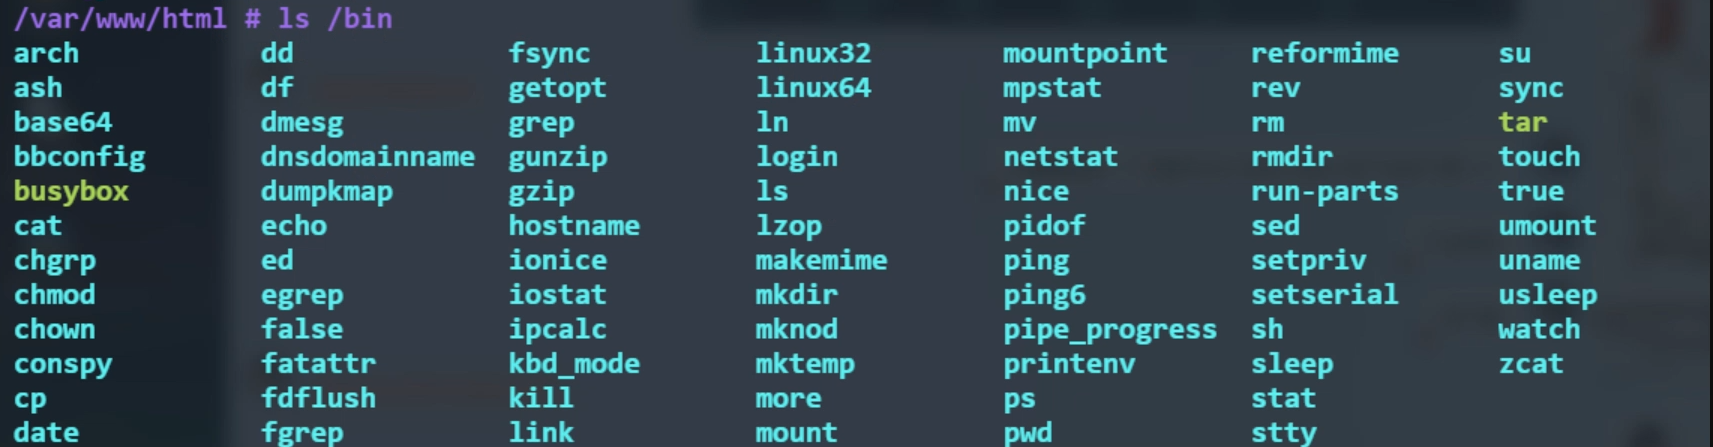 /var/www/html # ls /bin
arch dd fsync linux32 mountpoint reformime su
ash df getopt linux64 mpstat rev sync
base64 dmesg grep ln mv rm tar
bbconfig dnsdomainname gunzip login netstat rmdir touch
busybox dumpkmap gzip ls nice run-parts true
cat echo hostname lzop pidof sed umount
chgrp ed ionice makemime ping setpriv uname
chmod egrep iostat mkdir ping6 setserial usleep
chown false ipcalc mknod pipe_progress sh watch
conspy fatattr kbd_mode mktemp printenv sleep zcat
cp fdflush kill more ps stat
date fgrep link mount pwd stty